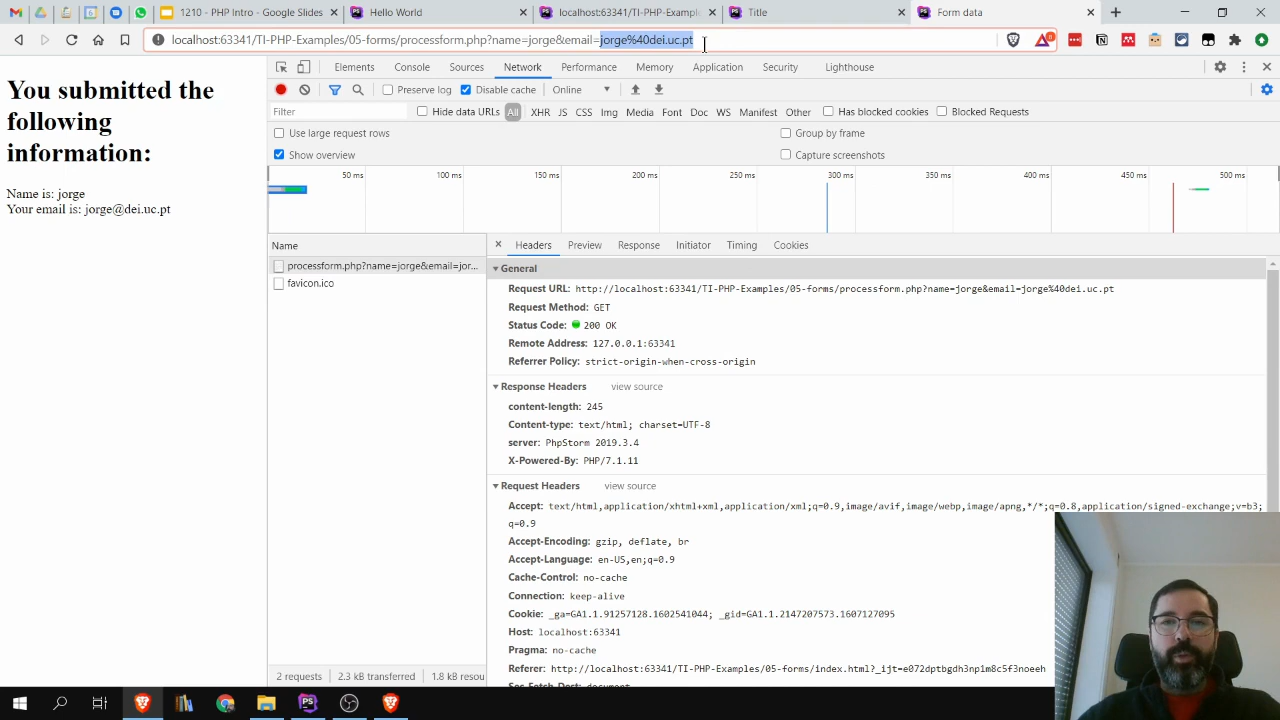 1210 - PHP Intro - Google Slides
Hello World
localhost:63341/TI-PHP-Exampl
Title
Form data
localhost:63341/TI-PHP-Examples/05-forms/processform.php?name=jorge&email=jorge%40dei.uc.pt
You submitted the
following
information:
Name is: jorge
Your email is: jorge@dei.uc.pt
Elements Console Sources Network Performance Memory Application Security Lighthouse
Preserve log Disable cache Online
Filter Hide data URLs All XHR JS CSS Img Media Font Doc WS Manifest Other Has blocked cookies Blocked Requests
Use large request rows Group by frame
Show overview Capture screenshots
50 ms 100 ms 150 ms 200 ms 250 ms 300 ms 350 ms 400 ms 450 ms 500 ms
Name
processform.php?name=jorge&email=jor...
favicon.ico
Headers Preview Response Initiator Timing Cookies
General
Request URL: http://localhost:63341/TI-PHP-Examples/05-forms/processform.php?name=jorge&email=jorge%40dei.uc.pt
Request Method: GET
Status Code: 200 OK
Remote Address: 127.0.0.1:63341
Referrer Policy: strict-origin-when-cross-origin
Response Headers view source
content-length: 245
Content-type: text/html; charset=UTF-8
server: PhpStorm 2019.3.4
X-Powered-By: PHP/7.1.11
Request Headers view source
Accept: text/html,application/xhtml+xml,application/xml;q=0.9,image/avif,image/webp,image/apng,*/*;q=0.8,application/signed-exchange;v=b3;
q=0.9
Accept-Encoding: gzip, deflate, br
Accept-Language: en-US,en;q=0.9
Cache-Control: no-cache
Connection: keep-alive
Cookie: _ga=GA1.1.91257128.1602541044; _gid=GA1.1.2147207573.1607127095
Host: localhost:63341
Pragma: no-cache
Referer: http://localhost:63341/TI-PHP-Examples/05-forms/index.html?_ijt=e072dptbgdh3np1m8c5f3noeeh
Sec-Fetch-Dest: document
2 requests 2.3 kB transferred 1.8 kB resou